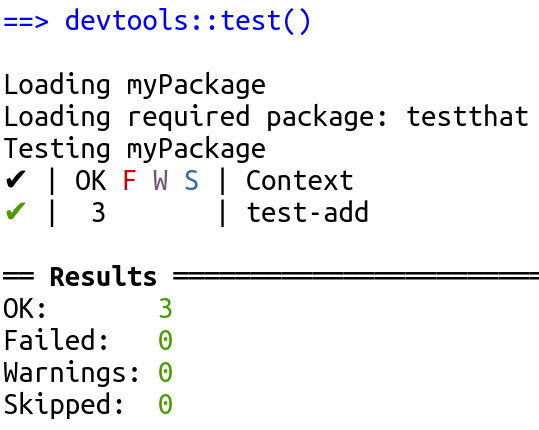 ==> devtools::test()
Loading myPackage
Loading required package: testthat
Testing myPackage
✔ | OK F W S | Context
✔ |  3       | test-add
══ Results ════════════════════════
OK:       3
Failed:   0
Warnings: 0
Skipped:  0